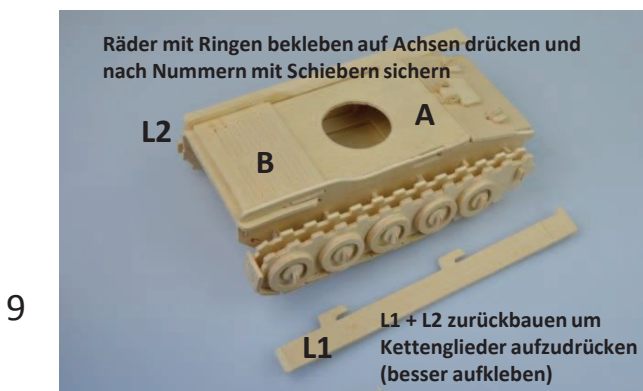 Räder mit Ringen bekleben auf Achsen drücken und
nach Nummern mit Schiebern sichern
A
L2
B
9
L1
L1 + L2 zurückbauen um
Kettenglieder aufzudrücken
(besser aufkleben)